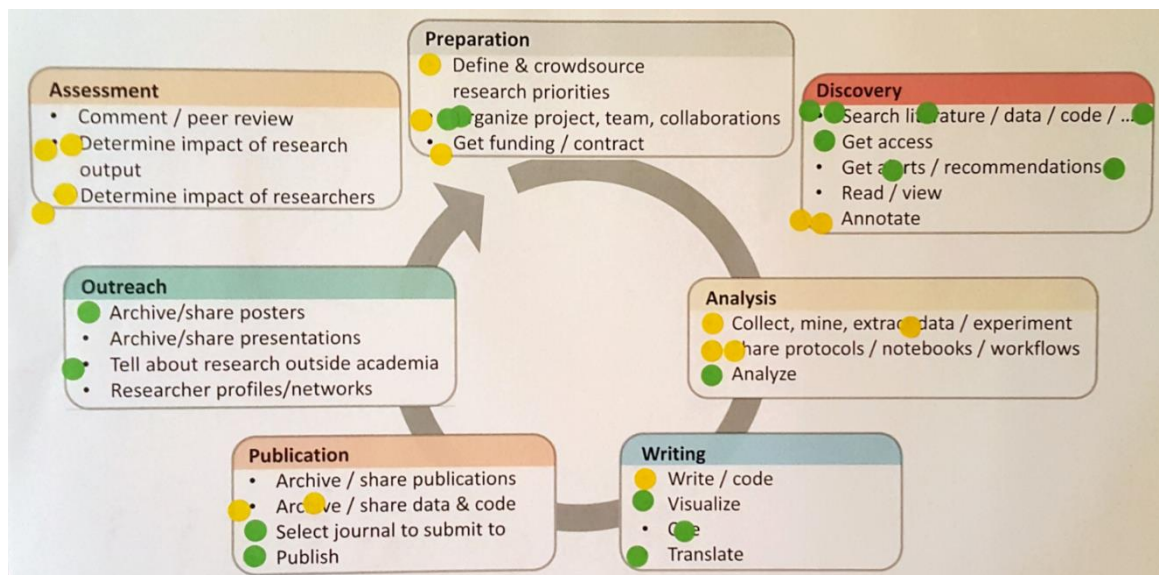 Preparation
Define & crowdsource
research priorities
Organize project, team, collaborations
• Get funding / contract
Discovery
• Search literature / data / code / ...
Get access
• Get alerts / recommendations
• Read / view
Annotate
Analysis
Collect, mine, extract data / experiment
Share protocols / notebooks / workflows
Analyze
Writing
Write / code
Visualize
• Cite
Translate
Publication
• Archive / share publications
• Archive / share data & code
Select journal to submit to
Publish
Outreach
Archive/share posters
• Archive/share presentations
• Tell about research outside academia
• Researcher profiles/networks
Assessment
• Comment / peer review
• Determine impact of research
output
Determine impact of researchers